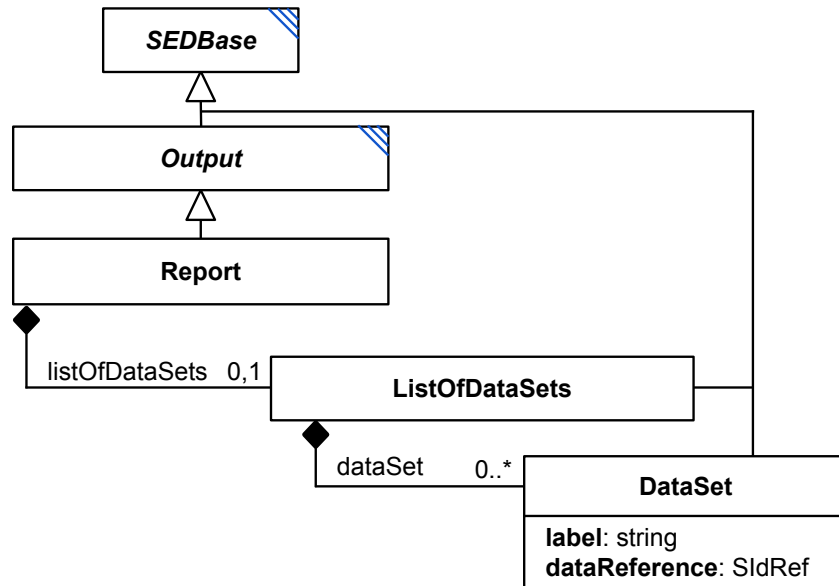 SEDBase
Output
Report
listOfDataSets 0,1
ListOfDataSets
dataSet 0..*
DataSet
label: string
dataReference: SIdRef